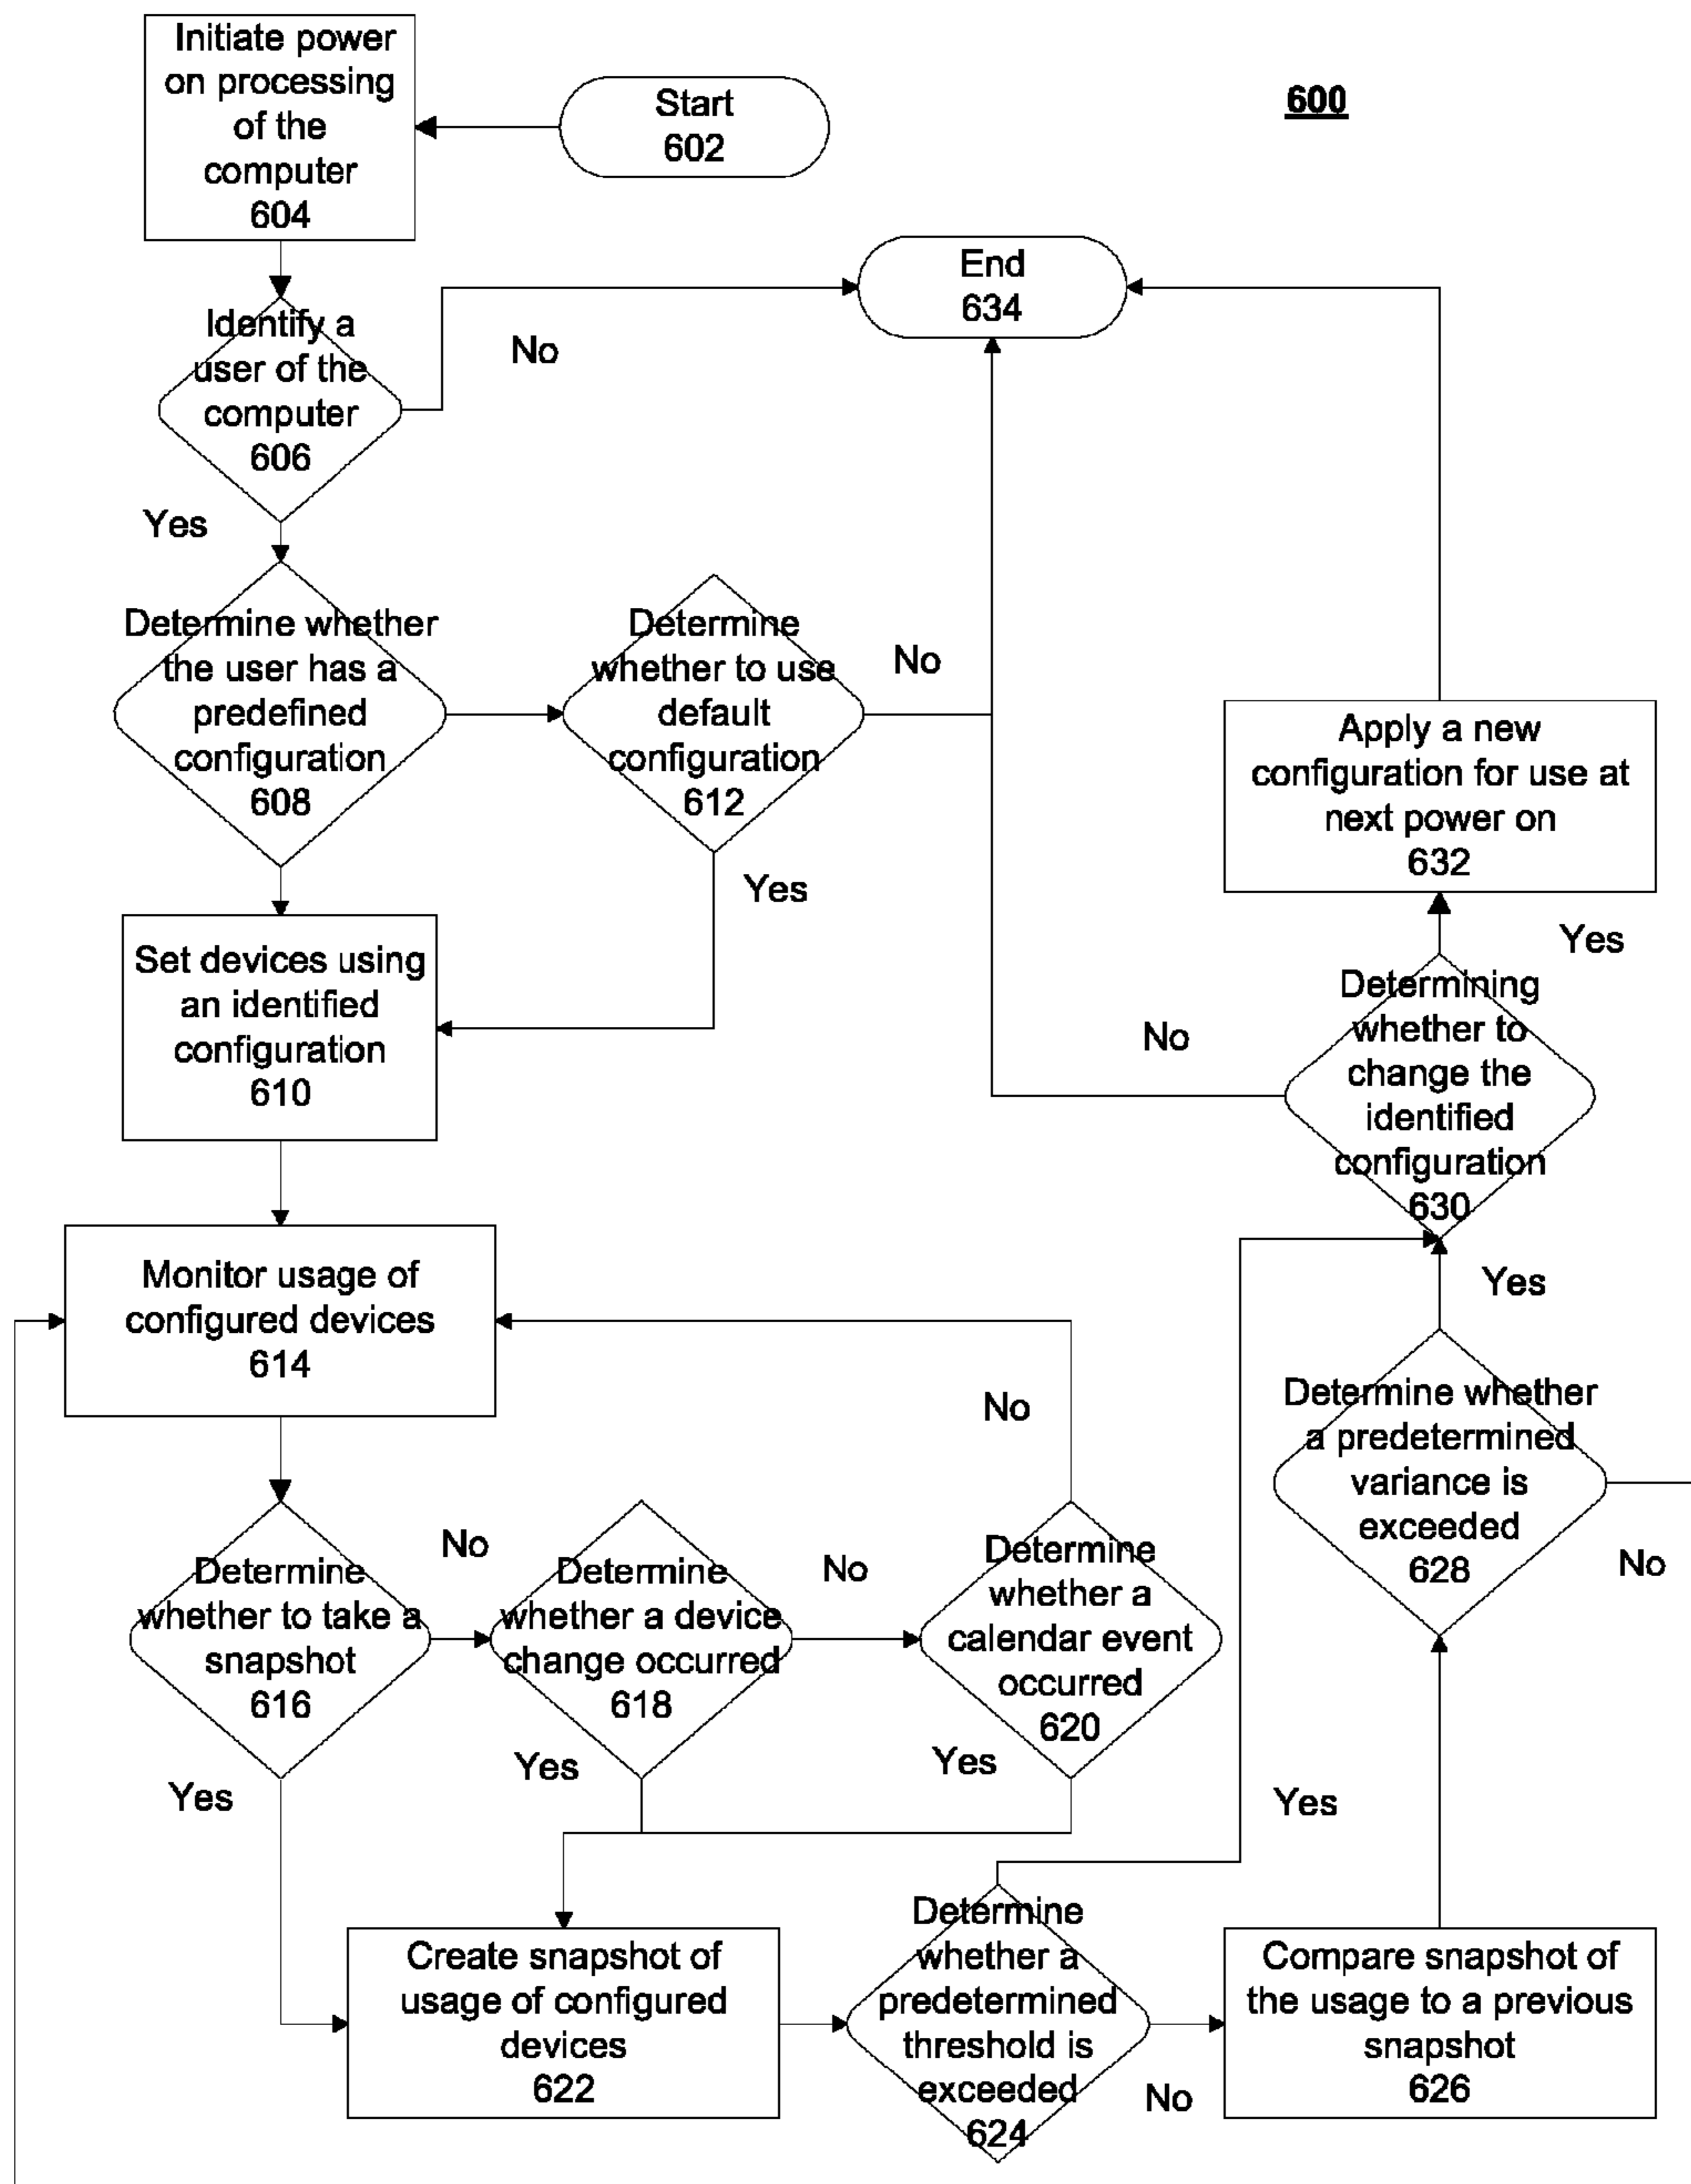 Initiate power
on processing
of the
computer
604
Start
602
600
End
634
Identify a
user of the
computer
606
No
Yes
Determine whether
the user has a
predefined
configuration
608
Determine
whether to use
default
configuration
612
No
Yes
Apply a new
configuration for use at
next power on
632
Yes
Set devices using
an identified
configuration
610
Determining
whether to
change the
identified
configuration
630
No
Yes
Monitor usage of
configured devices
614
No
Determine whether
a predetermined
variance is
exceeded
628
No
Determine
whether to take a
snapshot
616
No
Determine
whether a device
change occurred
618
No
Determine
whether a
calendar event
occurred
620
Yes
Yes
Yes
Yes
Create snapshot of
usage of configured
devices
622
Determine
whether a
predetermined
threshold is
exceeded
624
No
Compare snapshot of
the usage to a previous
snapshot
626